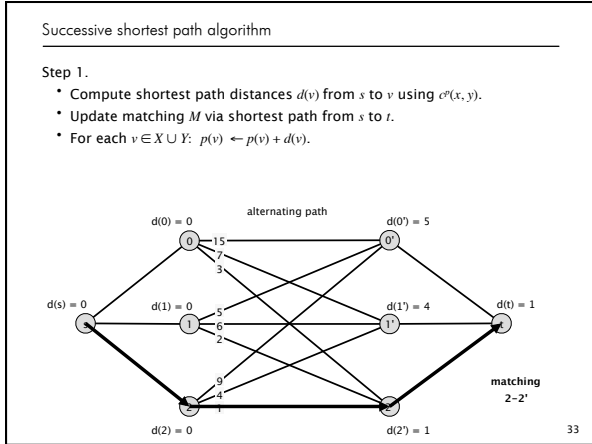 Successive shortest path algorithm
Step 1.
• Compute shortest path distances d(v) from s to v using cᵖ(x, y).
• Update matching M via shortest path from s to t.
• For each v ∈ X ∪ Y: p(v) ← p(v) + d(v).
alternating path
d(0) = 0
d(0') = 5
0
15
7
3
0'
d(s) = 0
d(1) = 0
d(1') = 4
d(t) = 1
s
1
5
6
2
1'
t
9
4
1
matching
2-2'
2
2'
d(2) = 0
d(2') = 1
33